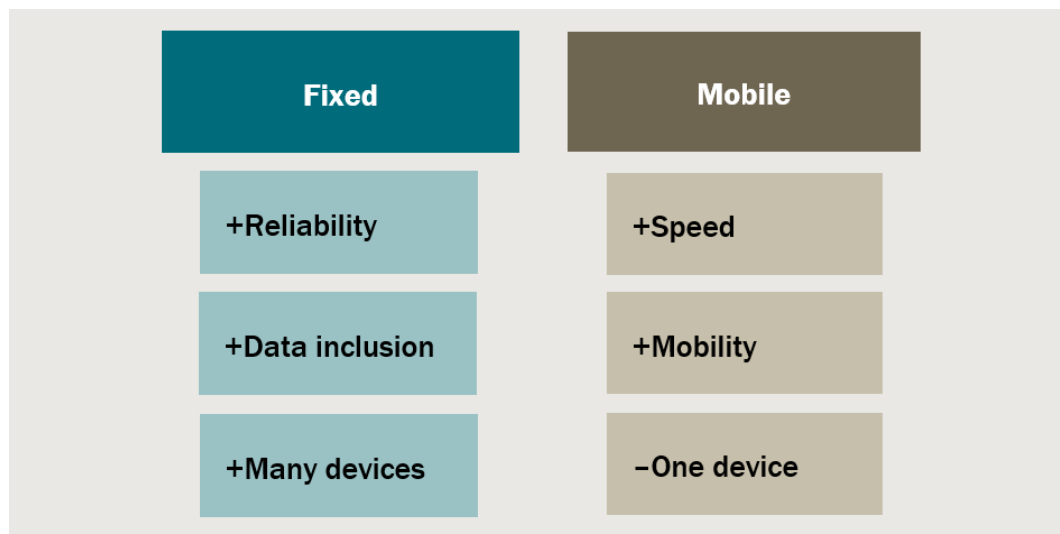 Fixed
Mobile
+Reliability
+Speed
+Data inclusion
+Mobility
+Many devices
–One device